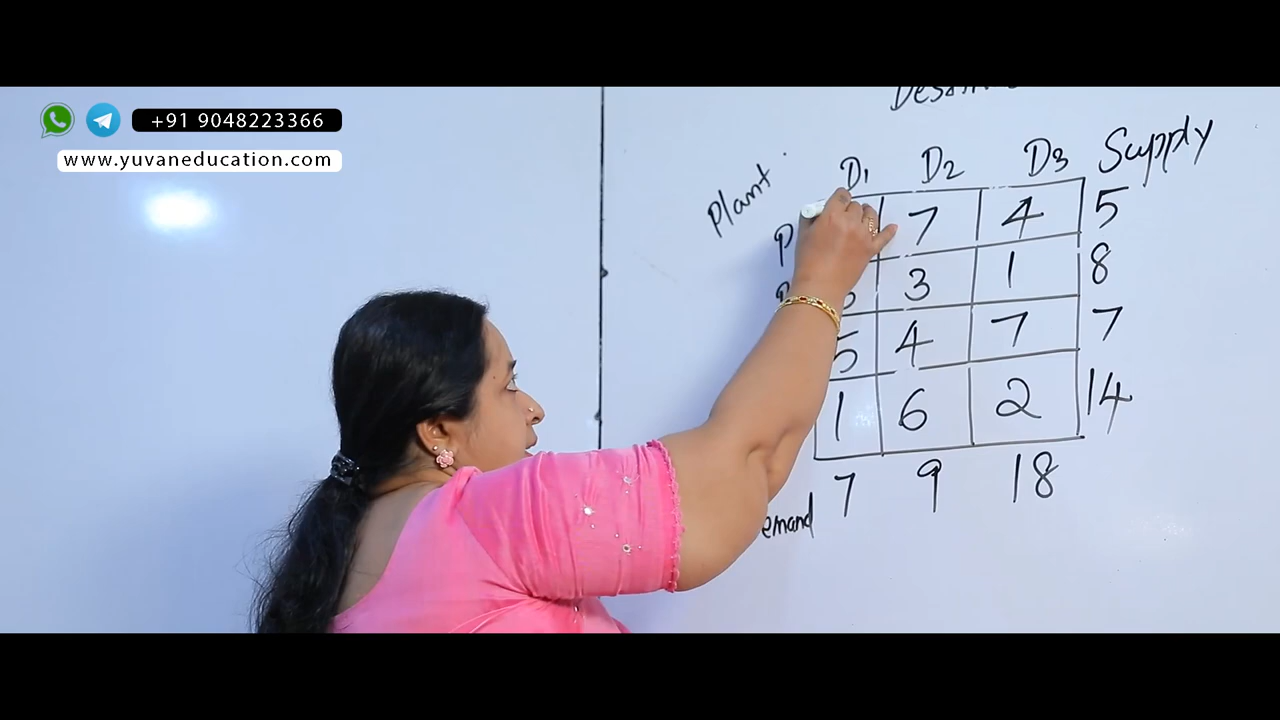 +91 9048223366
www.yuvaneducation.com
Plant D1 D2 D3 Supply
P 7 4 5
3 1 8
5 4 7 7
1 6 2 14
emand 7 9 18